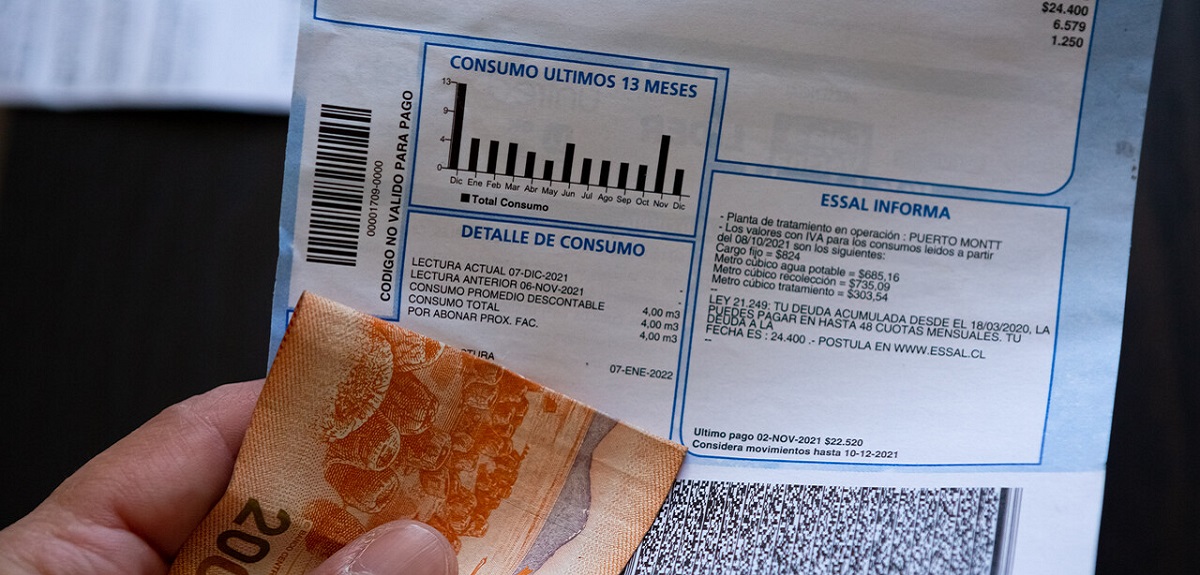 $24.400
6.579
1.250
CONSUMO ULTIMOS 13 MESES
13
9
4
0
Dic Ene Feb Mar Abr May Jun Jul Ago Sep Oct Nov Dic
Total Consumo
00001709-0000
CODIGO NO VALIDO PARA PAGO
DETALLE DE CONSUMO
LECTURA ACTUAL 07-DIC-2021 -
LECTURA ANTERIOR 06-NOV-2021 -
CONSUMO PROMEDIO DESCONTABLE 4,00 m3
CONSUMO TOTAL 4,00 m3
POR ABONAR PROX. FAC. 4,00 m3
TURA 07-ENE-2022
ESSAL INFORMA
- Planta de tratamiento en operación : PUERTO MONTT
- Los valores con IVA para los consumos leidos a partir
del 08/10/2021 son los siguientes:
Cargo fijo = $824
Metro cúbico agua potable = $685,16
Metro cúbico recolección = $735,09
Metro cúbico tratamiento = $303,54
--
LEY 21.249: TU DEUDA ACUMULADA DESDE EL 18/03/2020, LA
PUEDES PAGAR EN HASTA 48 CUOTAS MENSUALES. TU
DEUDA A LA
FECHA ES : 24.400 .- POSTULA EN WWW.ESSAL.CL
--
Ultimo pago 02-NOV-2021 $22.520
Considera movimientos hasta 10-12-2021
200